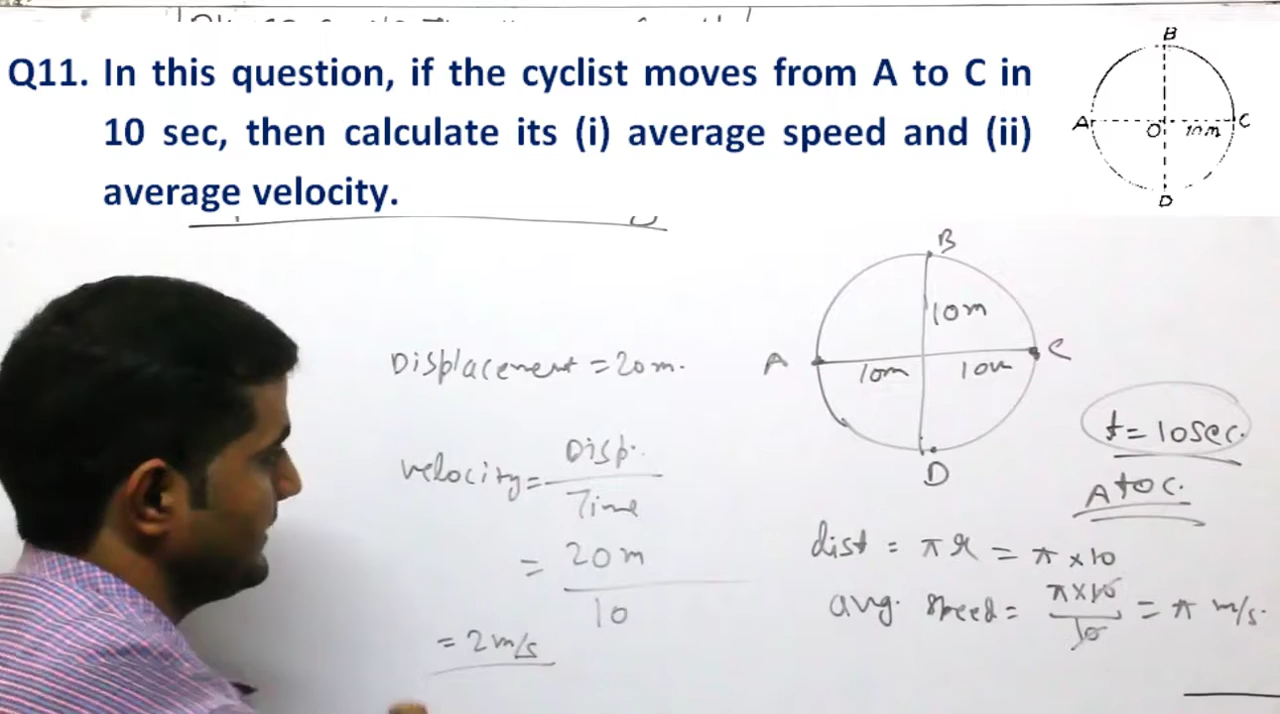 Q11. In this question, if the cyclist moves from A to C in
10 sec, then calculate its (i) average speed and (ii)
average velocity.
B
A
O
10m
C
D
B
10m
A
10m
10m
C
D
Displacement = 20m.
velocity = Disp.
Time
= 20m
10
= 2 m/s
t = 10sec.
A to C.
dist = πr = π × 10
avg. speed = π×10
10
= π m/s.